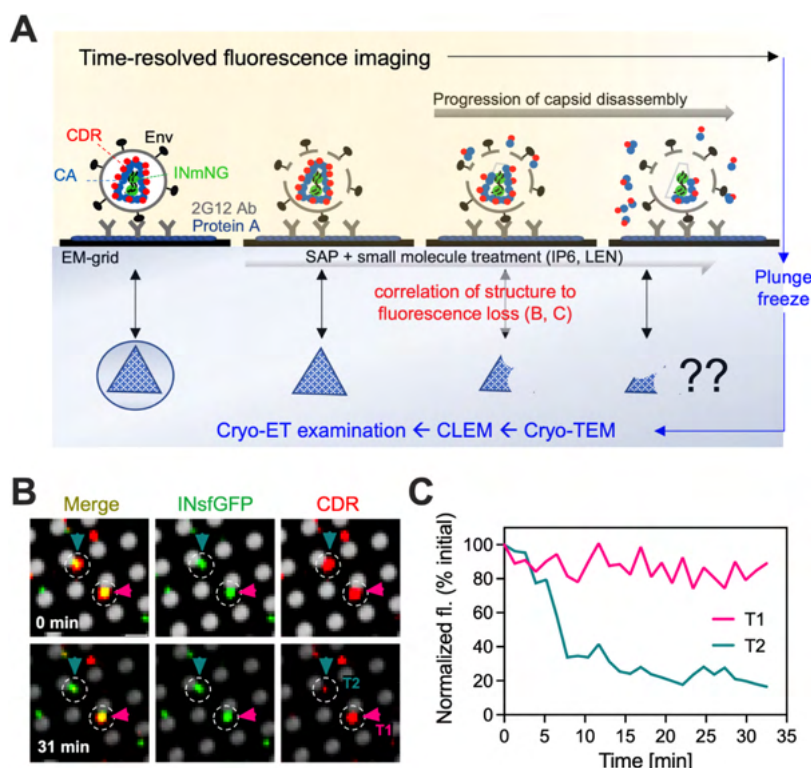 A
Time-resolved fluorescence imaging
Progression of capsid disassembly
CDR
Env
CA
INmNG
2G12 Ab
Protein A
EM-grid
SAP + small molecule treatment (IP6, LEN)
Plunge
freeze
correlation of structure to
fluorescence loss (B, C)
??
Cryo-ET examination ← CLEM ← Cryo-TEM
B
Merge
INsfGFP
CDR
0 min
31 min
T2
T1
C
Normalized fl. (% initial)
100
80
60
40
20
0
T1
T2
0 5 10 15 20 25 30 35
Time [min]